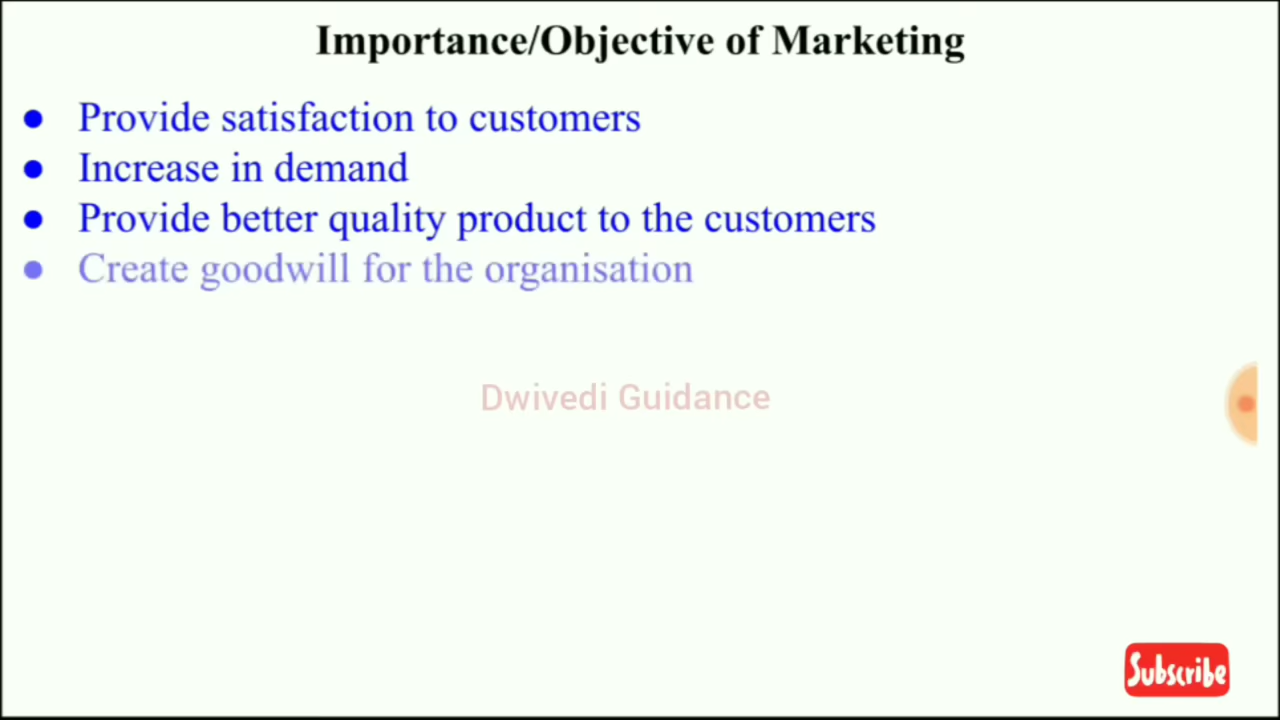 Importance/Objective of Marketing
● Provide satisfaction to customers
● Increase in demand
● Provide better quality product to the customers
● Create goodwill for the organisation
Dwivedi Guidance
Subscribe